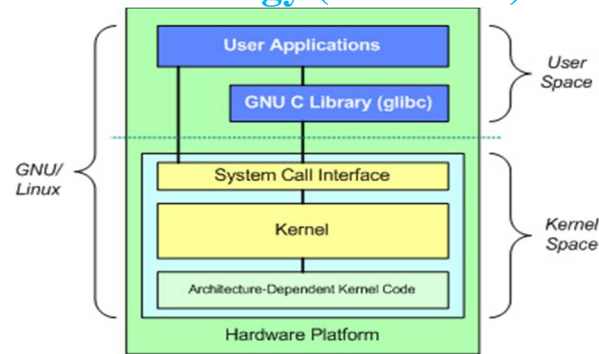 User Applications
User
Space
GNU C Library (glibc)
GNU/
Linux
System Call Interface
Kernel
Kernel
Space
Architecture-Dependent Kernel Code
Hardware Platform